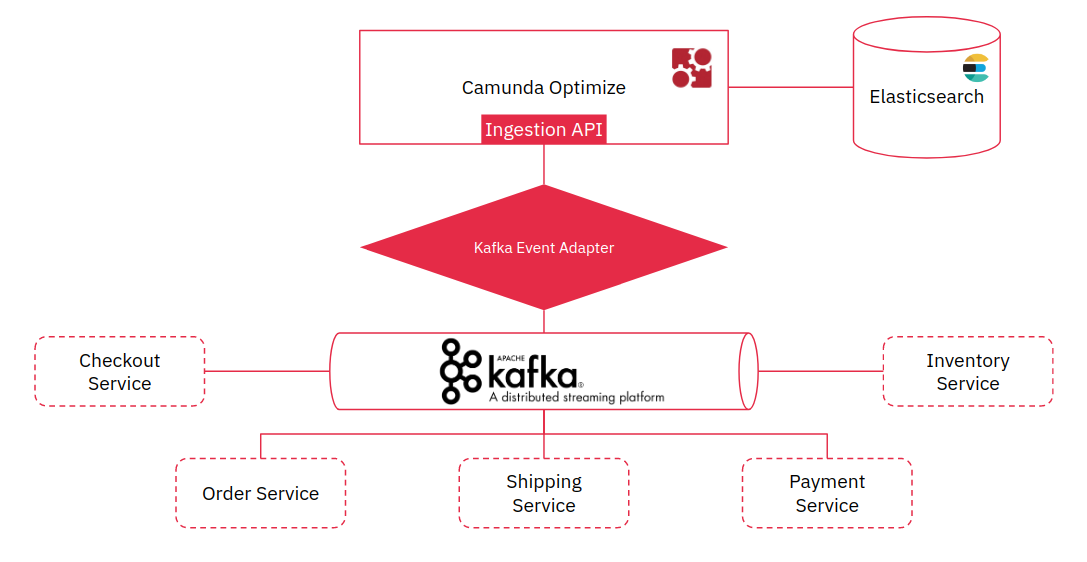 Camunda Optimize
Elasticsearch
Ingestion API
Kafka Event Adapter
Checkout
Service
APACHE
kafka®
A distributed streaming platform
Inventory
Service
Order Service
Shipping
Service
Payment
Service